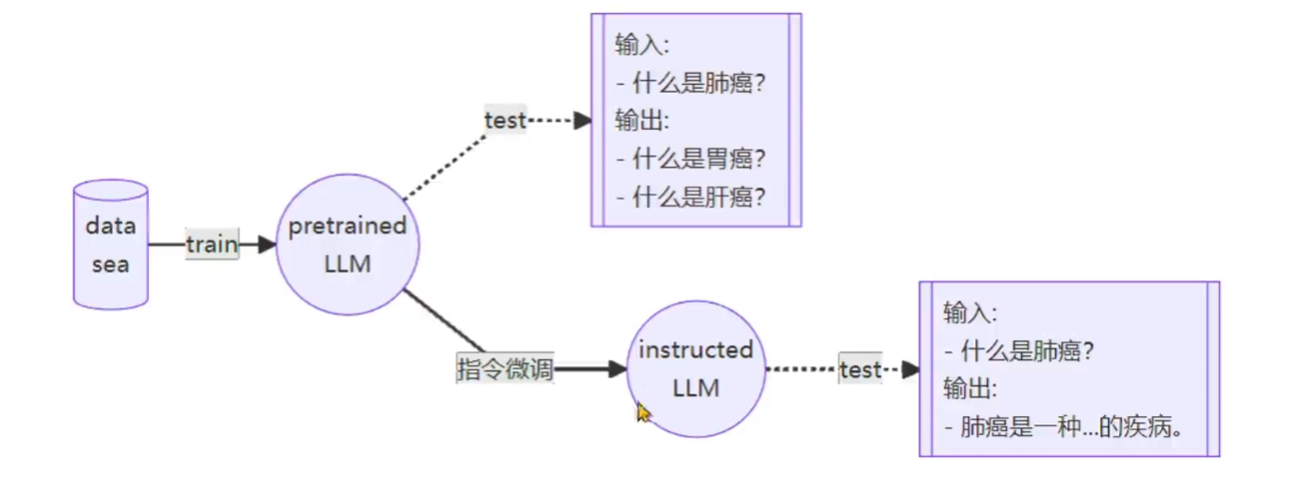 data
sea
train
pretrained
LLM
test
输入:
- 什么是肺癌?
输出:
- 什么是胃癌?
- 什么是肝癌?
指令微调
instructed
LLM
test
输入:
- 什么是肺癌?
输出:
- 肺癌是一种...的疾病。